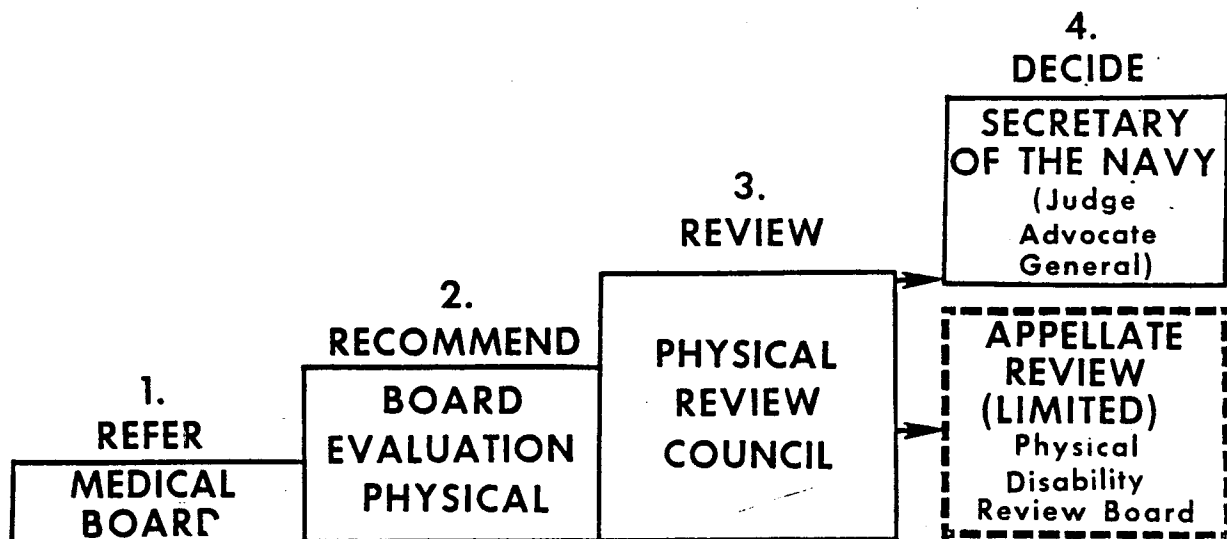 1.
REFER
MEDICAL
BOARD
2.
RECOMMEND
BOARD
EVALUATION
PHYSICAL
3.
REVIEW
PHYSICAL
REVIEW
COUNCIL
4.
DECIDE
SECRETARY
OF THE NAVY
(Judge
Advocate
General)
APPELLATE
REVIEW
(LIMITED)
Physical
Disability
Review Board